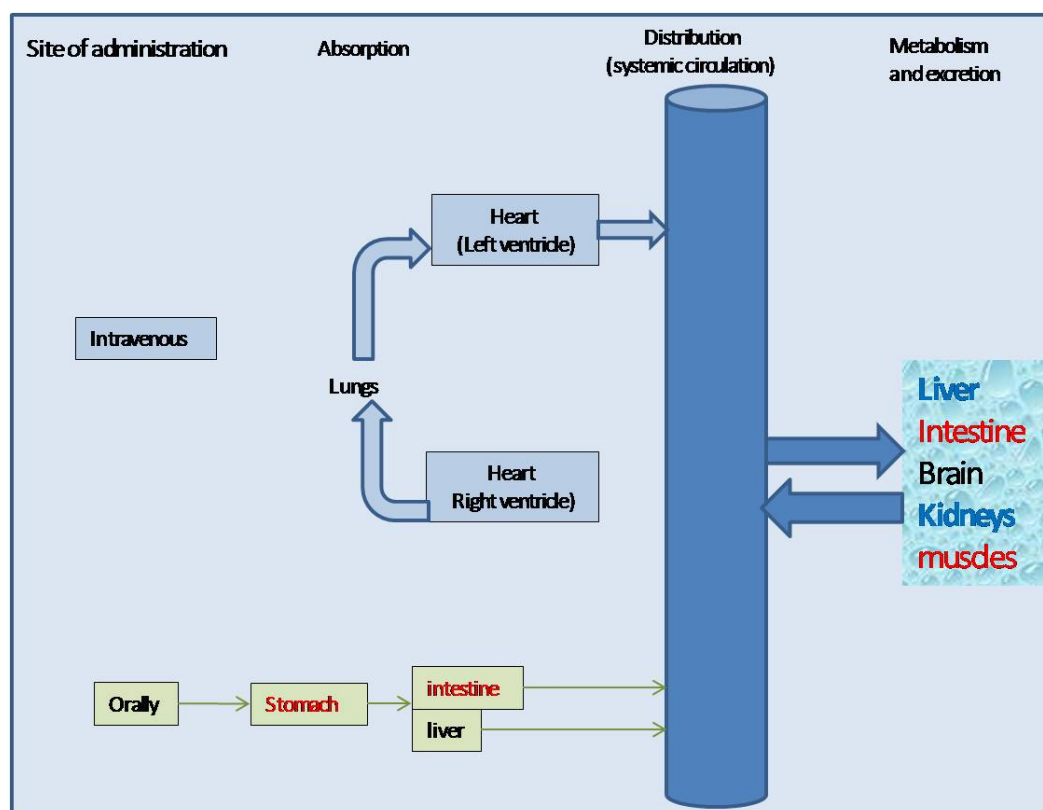 Site of administration
Absorption
Distribution
(systemic circulation)
Metabolism
and excretion
Heart
(Left ventricle)
Intravenous
Lungs
Heart
Right ventricle)
Liver
Intestine
Brain
Kidneys
muscles
Orally
Stomach
intestine
liver